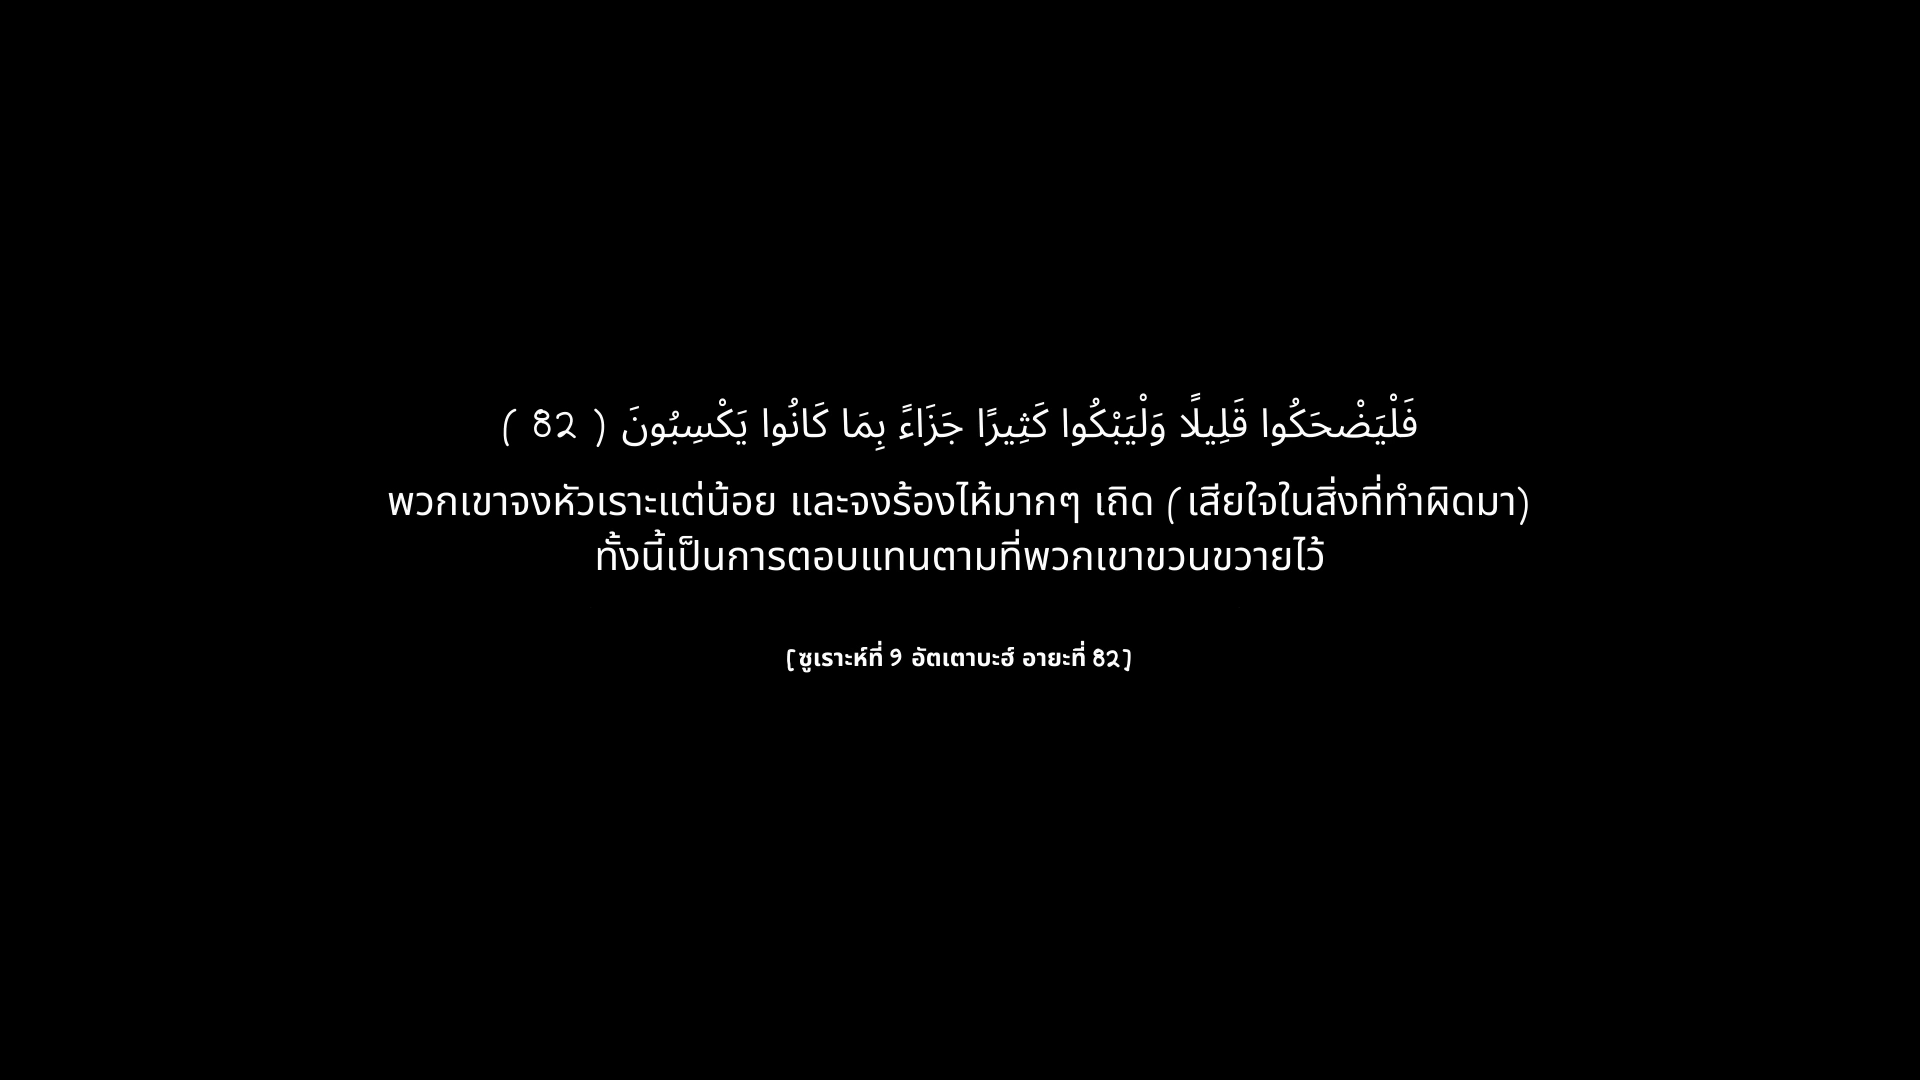 فَلْيَضْحَكُوا قَلِيلًا وَلْيَبْكُوا كَثِيرًا جَزَاءً بِمَا كَانُوا يَكْسِبُونَ ( 82 )
พวกเขาจงหัวเราะแต่น้อย และจงร้องไห้มากๆ เถิด (เสียใจในสิ่งที่ทำผิดมา)
ทั้งนี้เป็นการตอบแทนตามที่พวกเขาขวนขวายไว้
[ซูเราะห์ที่ 9 อัตเตาบะฮ์ อายะที่ 82]